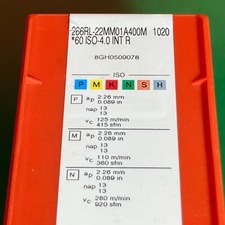 266RL-22MM01A400M 1020
*60 ISO-4.0 INT R
8GH0509078
ISO
P M K N S H
P ap 2.26 mm
0.089 in
nap 13
13
vc 125 m/min
415 sfm
M ap 2.26 mm
0.089 in
nap 13
13
vc 110 m/min
360 sfm
N ap 2.26 mm
0.089 in
nap 13
13
vc 280 m/min
920 sfm